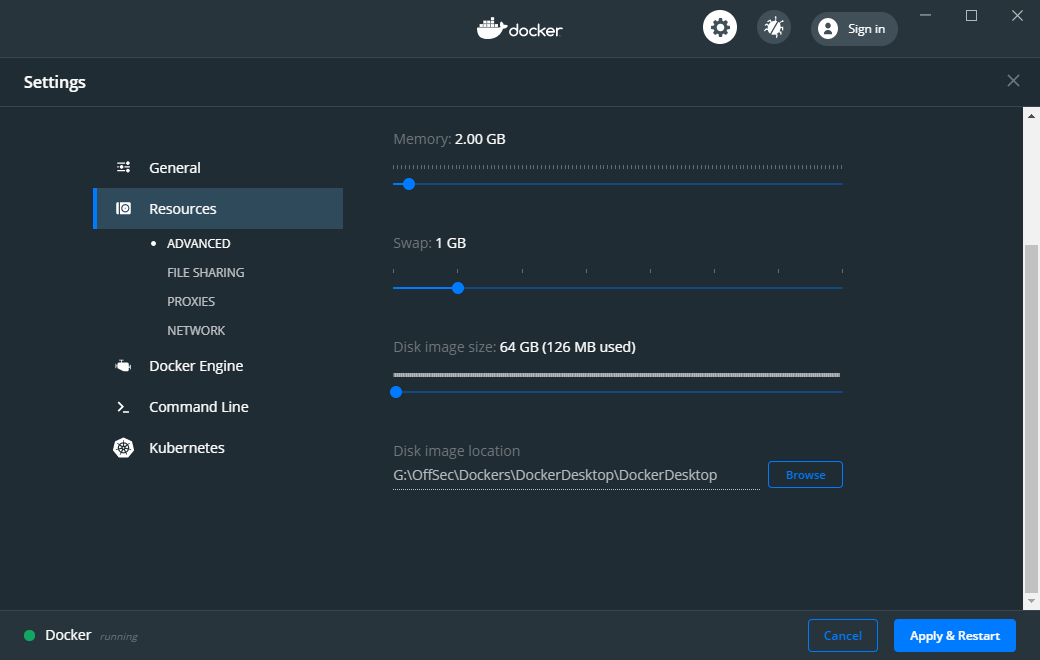 docker
Sign in
Settings
General
Resources
ADVANCED
FILE SHARING
PROXIES
NETWORK
Docker Engine
Command Line
Kubernetes
Memory: 2.00 GB
Swap: 1 GB
Disk image size: 64 GB (126 MB used)
Disk image location
G:\OffSec\Dockers\DockerDesktop\DockerDesktop
Browse
Docker running
Cancel
Apply & Restart